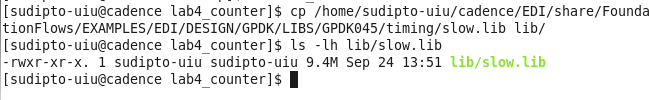 [sudipto-uiu@cadence lab4_counter]$ cp /home/sudipto-uiu/cadence/EDI/share/Founda
tionFlows/EXAMPLES/EDI/DESIGN/GPDK/LIBS/GPDK045/timing/slow.lib lib/
[sudipto-uiu@cadence lab4_counter]$ ls -lh lib/slow.lib
-rwxr-xr-x. 1 sudipto-uiu sudipto-uiu 9.4M Sep 24 13:51 lib/slow.lib
[sudipto-uiu@cadence lab4_counter]$